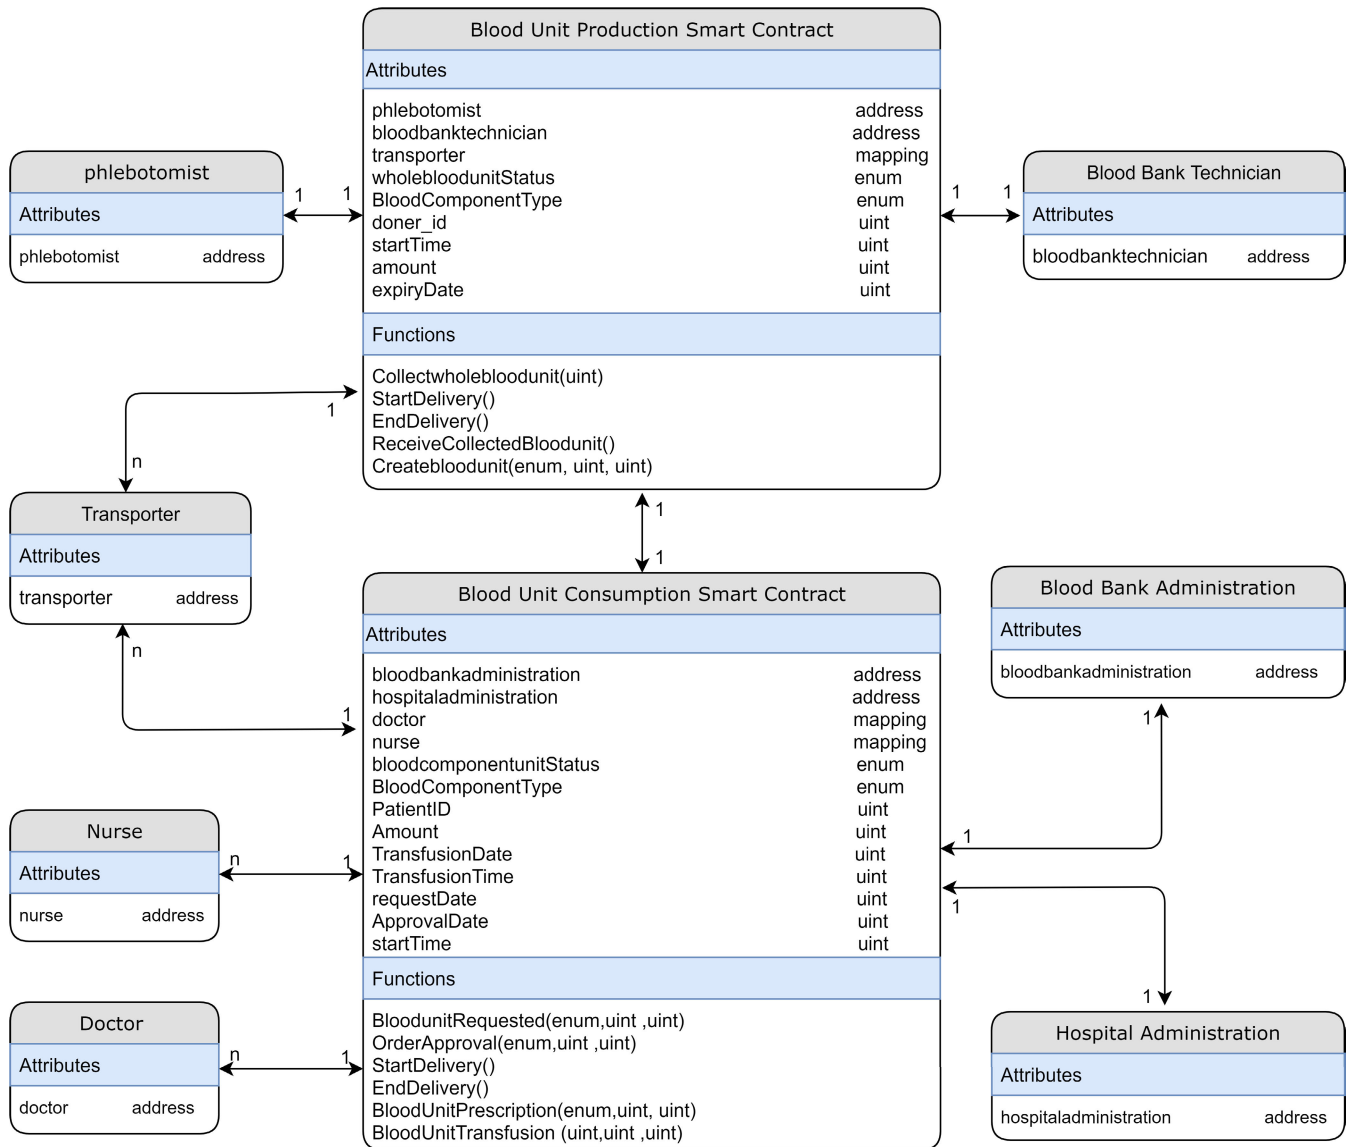 Blood Unit Production Smart Contract
Attributes
phlebotomist address
bloodbanktechnician address
transporter mapping
wholebloodunitStatus enum
BloodComponentType enum
doner_id uint
startTime uint
amount uint
expiryDate uint
Functions
Collectwholebloodunit(uint)
StartDelivery()
EndDelivery()
ReceiveCollectedBloodunit()
Createbloodunit(enum, uint, uint)
phlebotomist
Attributes
phlebotomist address
1 1
Blood Bank Technician
Attributes
bloodbanktechnician address
1 1
1
n
Transporter
Attributes
transporter address
n
1
1
1
Blood Unit Consumption Smart Contract
Attributes
bloodbankadministration address
hospitaladministration address
doctor mapping
nurse mapping
bloodcomponentunitStatus enum
BloodComponentType enum
PatientID uint
Amount uint
TransfusionDate uint
TransfusionTime uint
requestDate uint
ApprovalDate uint
startTime uint
Functions
BloodunitRequested(enum,uint ,uint)
OrderApproval(enum,uint ,uint)
StartDelivery()
EndDelivery()
BloodUnitPrescription(enum,uint, uint)
BloodUnitTransfusion (uint,uint ,uint)
Blood Bank Administration
Attributes
bloodbankadministration address
1
1
Nurse
Attributes
nurse address
n 1
Doctor
Attributes
doctor address
n 1
1
1
Hospital Administration
Attributes
hospitaladministration address